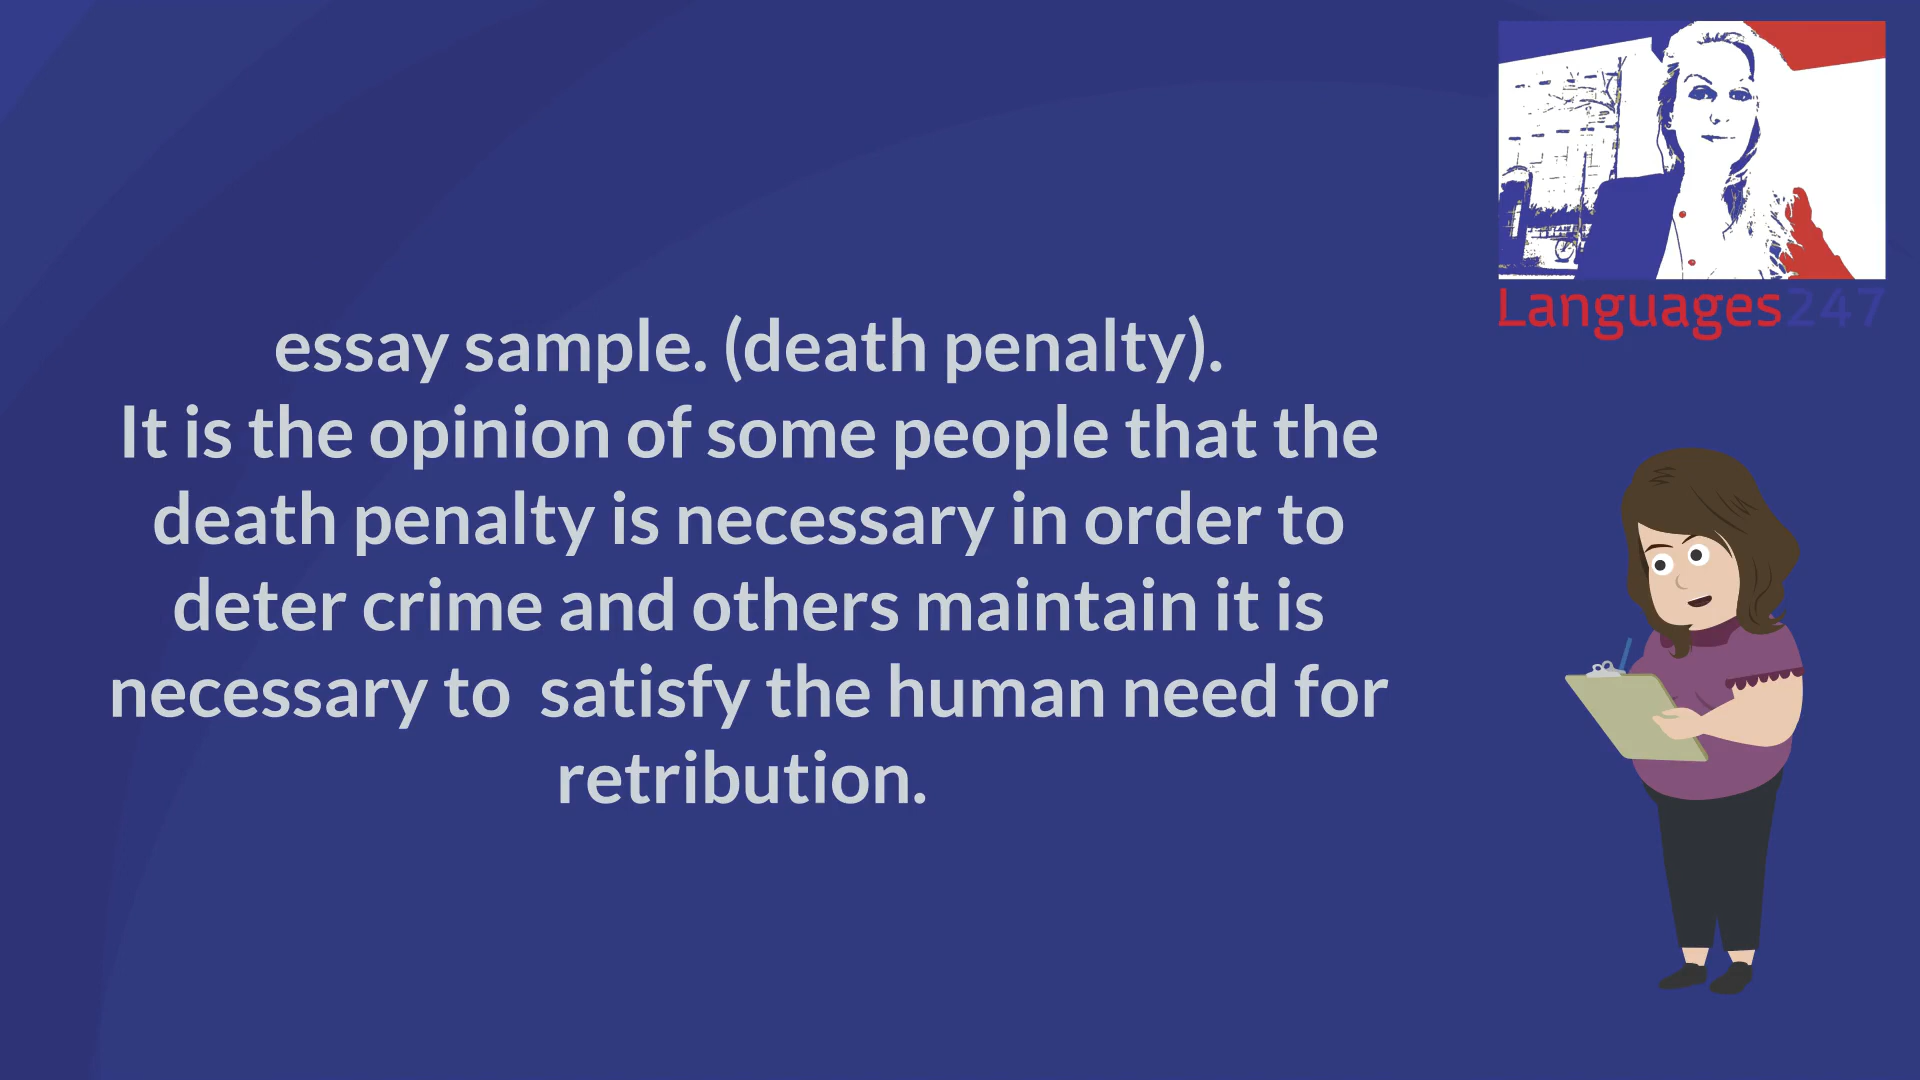 Languages247
essay sample. (death penalty).
It is the opinion of some people that the
death penalty is necessary in order to
deter crime and others maintain it is
necessary to  satisfy the human need for
retribution.